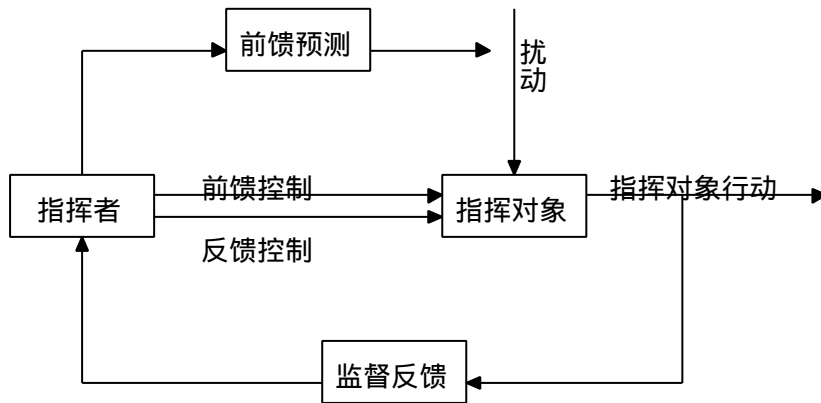 前馈预测
扰动
前馈控制
指挥者
指挥对象
指挥对象行动
反馈控制
监督反馈